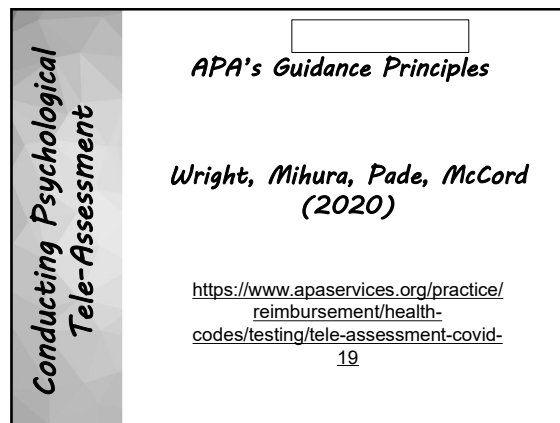 Conducting Psychological
Tele-Assessment
APA's Guidance Principles
Wright, Mihura, Pade, McCord
(2020)
https://www.apaservices.org/practice/
reimbursement/health-
codes/testing/tele-assessment-covid-
19